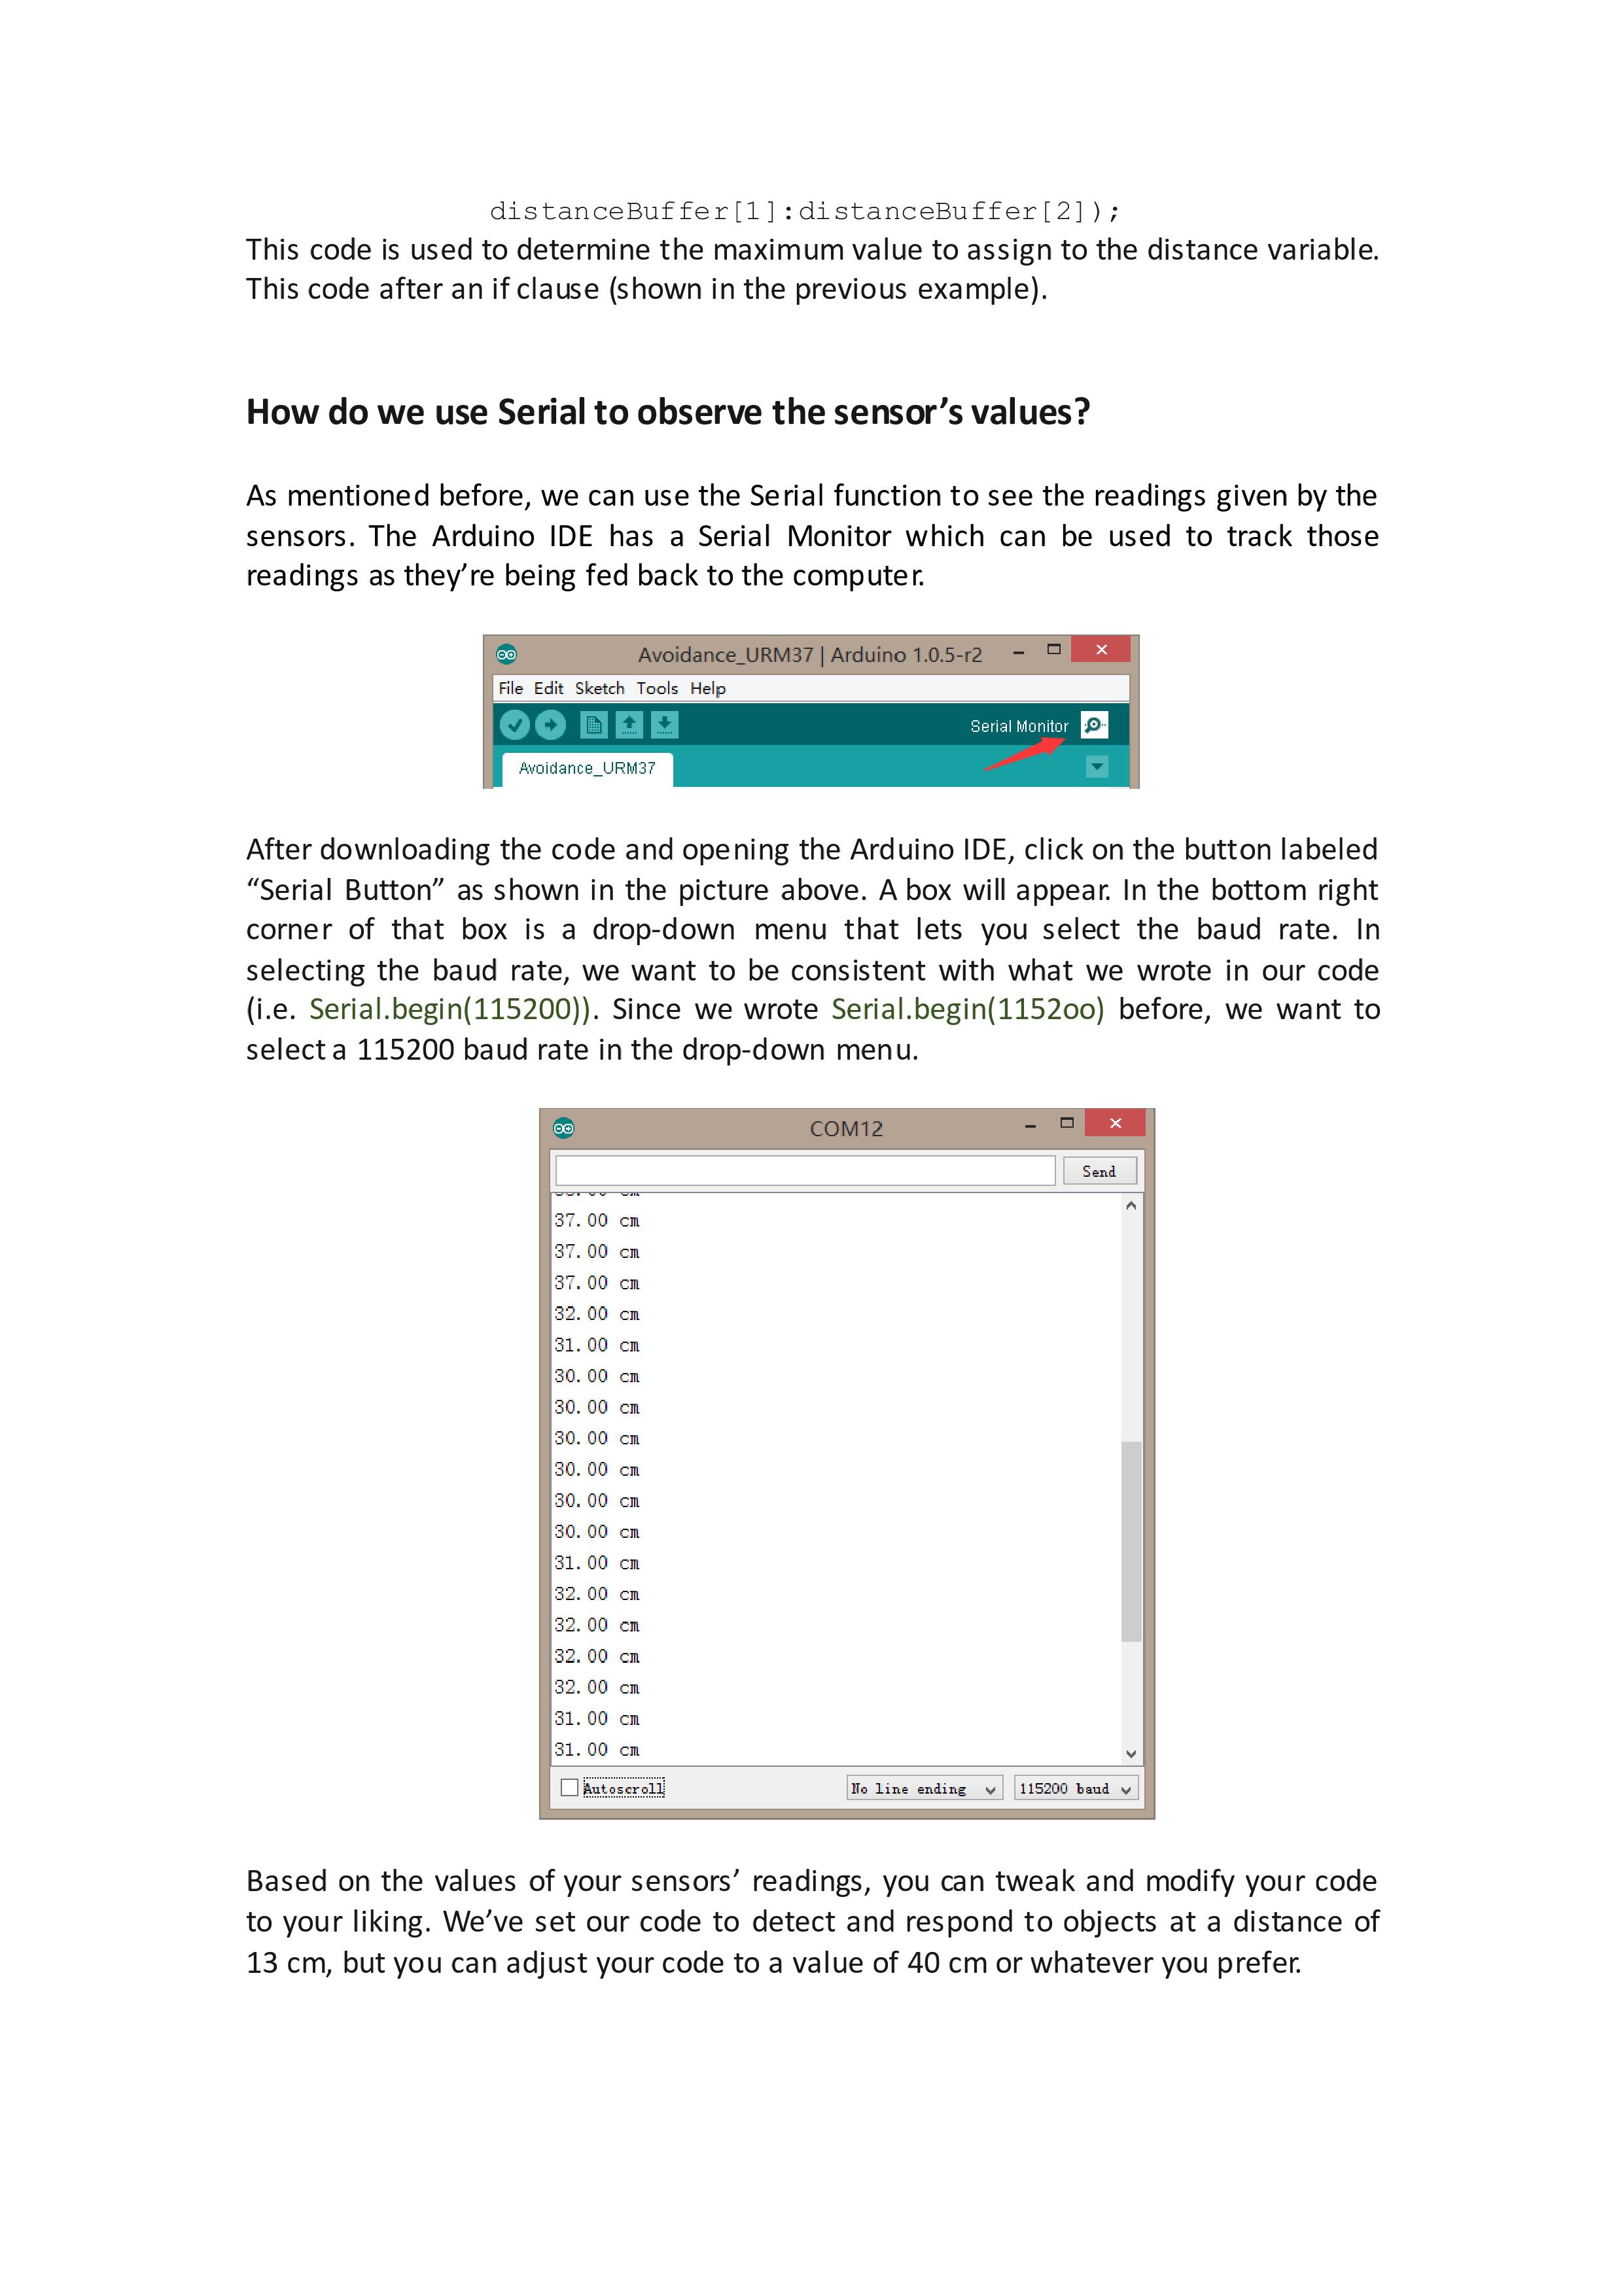 distanceBuffer[1]:distanceBuffer[2]);
This code is used to determine the maximum value to assign to the distance variable.
This code after an if clause (shown in the previous example).
How do we use Serial to observe the sensor’s values?
As mentioned before, we can use the Serial function to see the readings given by the
sensors. The Arduino IDE has a Serial Monitor which can be used to track those
readings as they’re being fed back to the computer.
Avoidance_URM37 | Arduino 1.0.5-r2
File Edit Sketch Tools Help
Serial Monitor
Avoidance_URM37
After downloading the code and opening the Arduino IDE, click on the button labeled
“Serial Button” as shown in the picture above. A box will appear. In the bottom right
corner of that box is a drop-down menu that lets you select the baud rate. In
selecting the baud rate, we want to be consistent with what we wrote in our code
(i.e. Serial.begin(115200)). Since we wrote Serial.begin(1152oo) before, we want to
select a 115200 baud rate in the drop-down menu.
COM12
Send
37.00 cm
37.00 cm
37.00 cm
32.00 cm
31.00 cm
30.00 cm
30.00 cm
30.00 cm
30.00 cm
30.00 cm
30.00 cm
31.00 cm
32.00 cm
32.00 cm
32.00 cm
32.00 cm
31.00 cm
31.00 cm
Autoscroll No line ending 115200 baud
Based on the values of your sensors’ readings, you can tweak and modify your code
to your liking. We’ve set our code to detect and respond to objects at a distance of
13 cm, but you can adjust your code to a value of 40 cm or whatever you prefer.